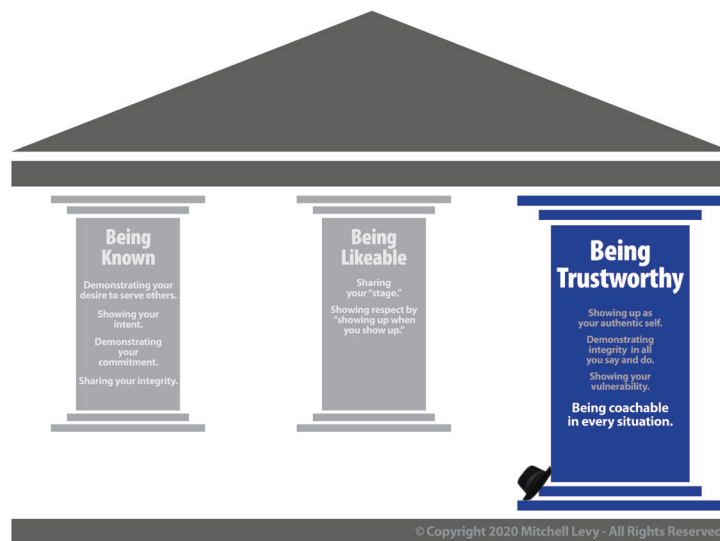 Being
Known
Demonstrating your
desire to serve others.
Showing your
intent.
Demonstrating
your
commitment.
Sharing your integrity.
Being
Likeable
Sharing
your “stage.”
Showing respect by
“showing up when
you show up.”
Being
Trustworthy
Showing up as
your authentic self.
Demonstrating
integrity in all
you say and do.
Showing your
vulnerability.
Being coachable
in every situation.
© Copyright 2020 Mitchell Levy - All Rights Reserved